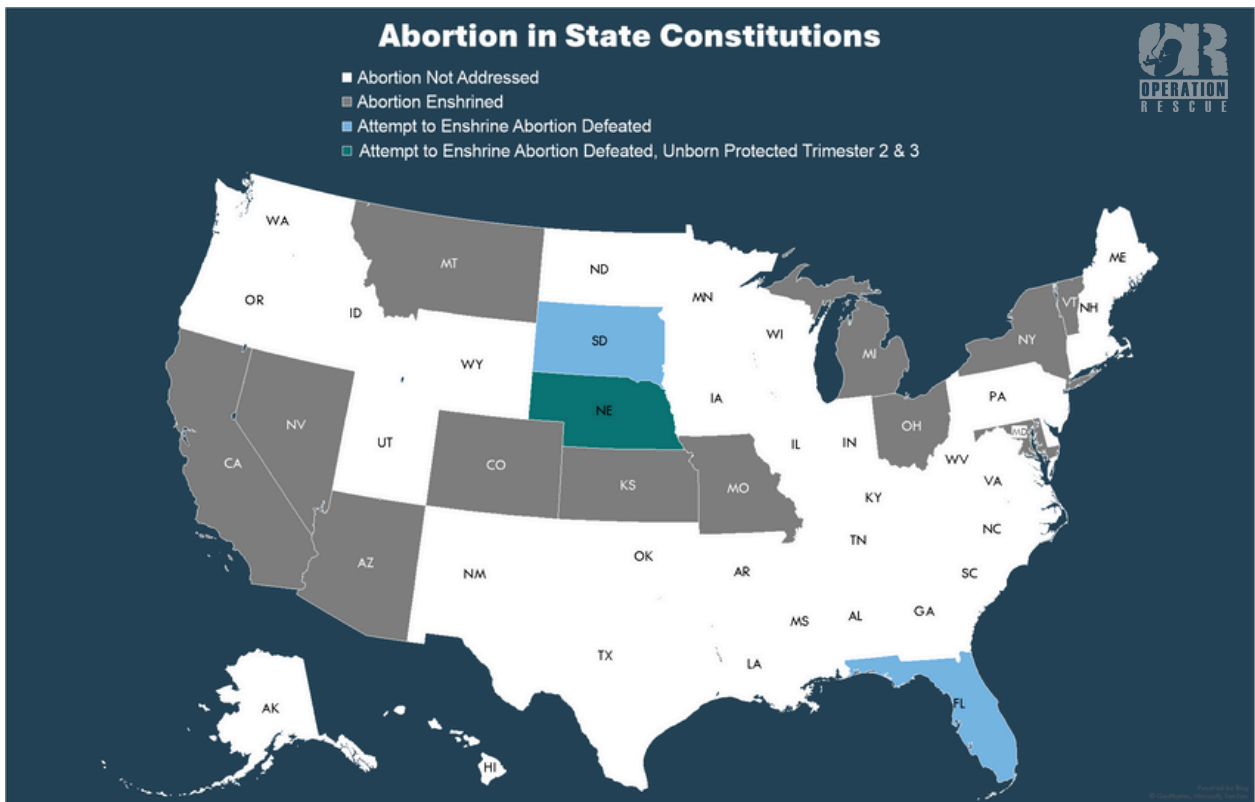 Abortion in State Constitutions
OPERATION
RESCUE
Abortion Not Addressed
Abortion Enshrined
Attempt to Enshrine Abortion Defeated
Attempt to Enshrine Abortion Defeated, Unborn Protected Trimester 2 & 3
WA
MT
ND
MN
ME
OR
ID
SD
WI
MI
NY
VT
NH
WY
NE
IA
PA
NV
UT
CO
IL
IN
OH
MD
CA
KS
MO
WV
VA
KY
AZ
NM
OK
AR
TN
NC
SC
MS
AL
GA
TX
LA
AK
HI
FL
Powered by Bing